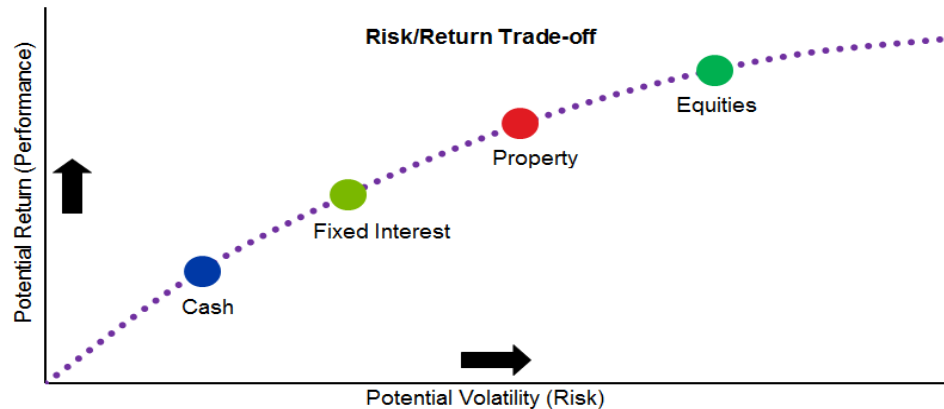 Risk/Return Trade-off
Potential Return (Performance)
Equities
Property
Fixed Interest
Cash
Potential Volatility (Risk)